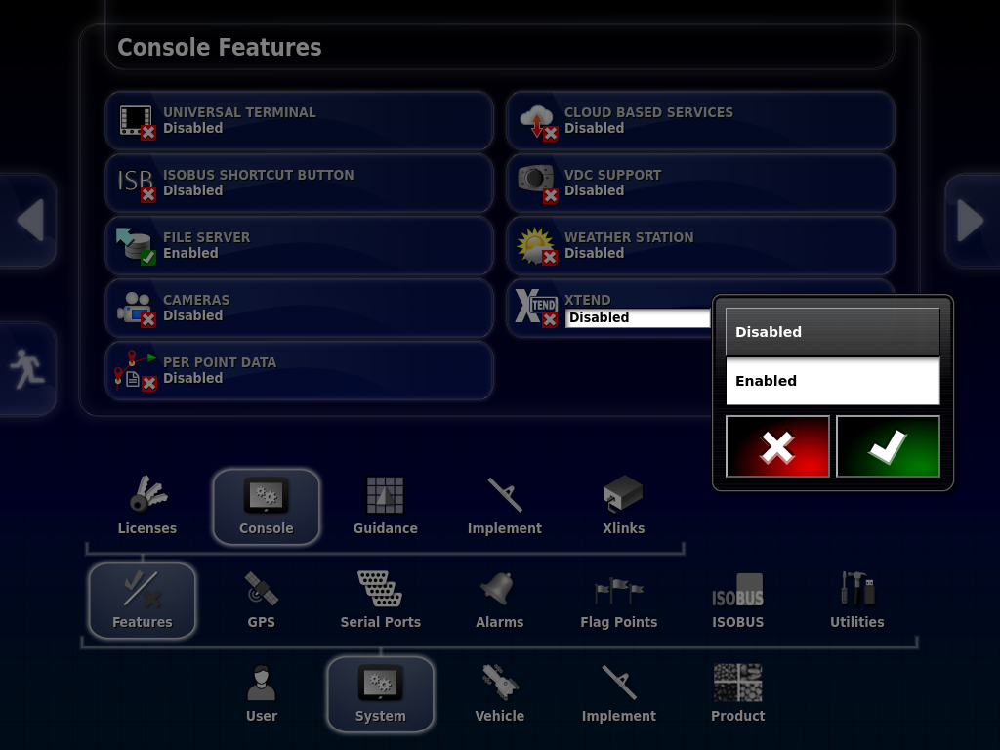 Console Features
UNIVERSAL TERMINAL
Disabled
CLOUD BASED SERVICES
Disabled
ISB
ISOBUS SHORTCUT BUTTON
Disabled
VDC SUPPORT
Disabled
FILE SERVER
Enabled
WEATHER STATION
Disabled
CAMERAS
Disabled
XTEND
XTEND
Disabled
PER POINT DATA
Disabled
Disabled
Enabled
Licenses
Console
Guidance
Implement
Xlinks
Features
GPS
Serial Ports
Alarms
Flag Points
ISOBUS
ISOBUS
Utilities
User
System
Vehicle
Implement
Product